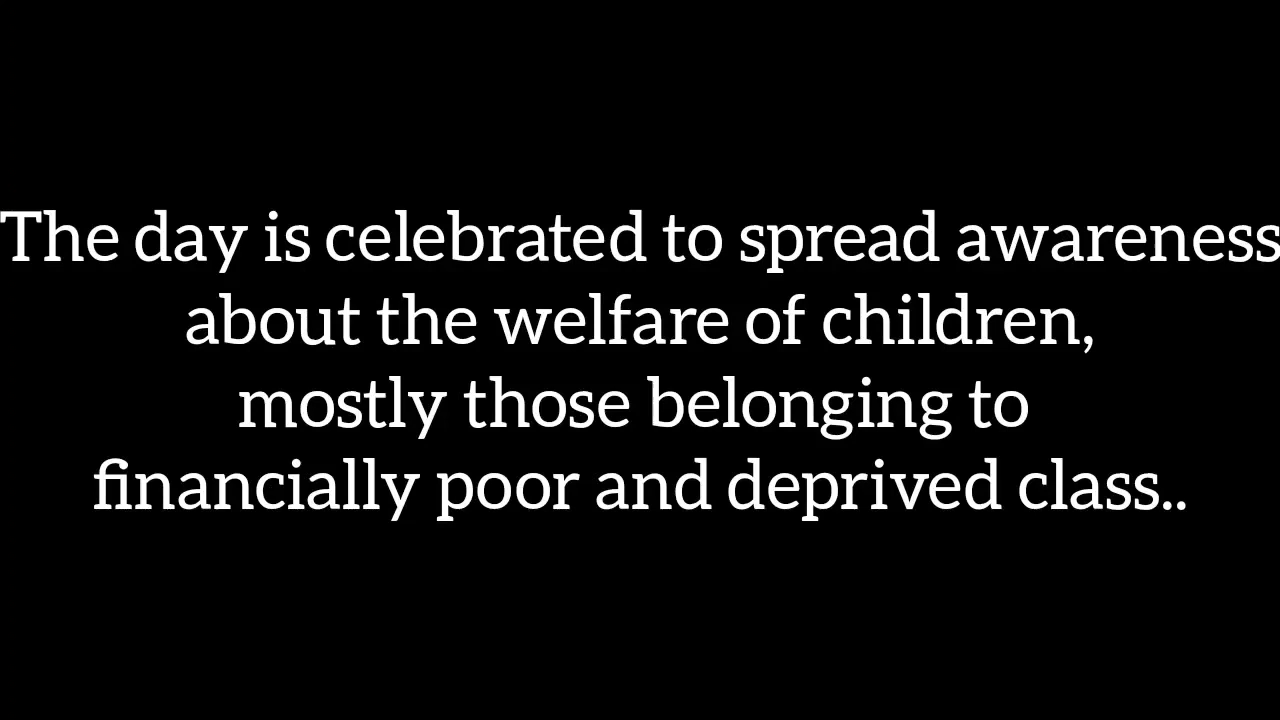 The day is celebrated to spread awareness
about the welfare of children,
mostly those belonging to
financially poor and deprived class..